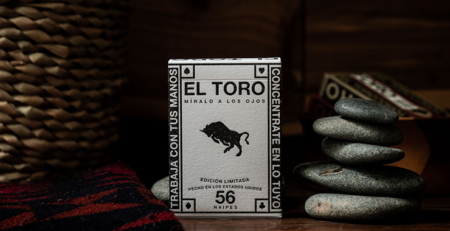 EL TORO
MÍRALO A LOS OJOS
TRABAJA CON TUS MANOS
CONCÉNTRATE EN LO TUYO
EDICIÓN LIMITADA
HECHO EN LOS ESTADOS UNIDOS
56
NAIPES